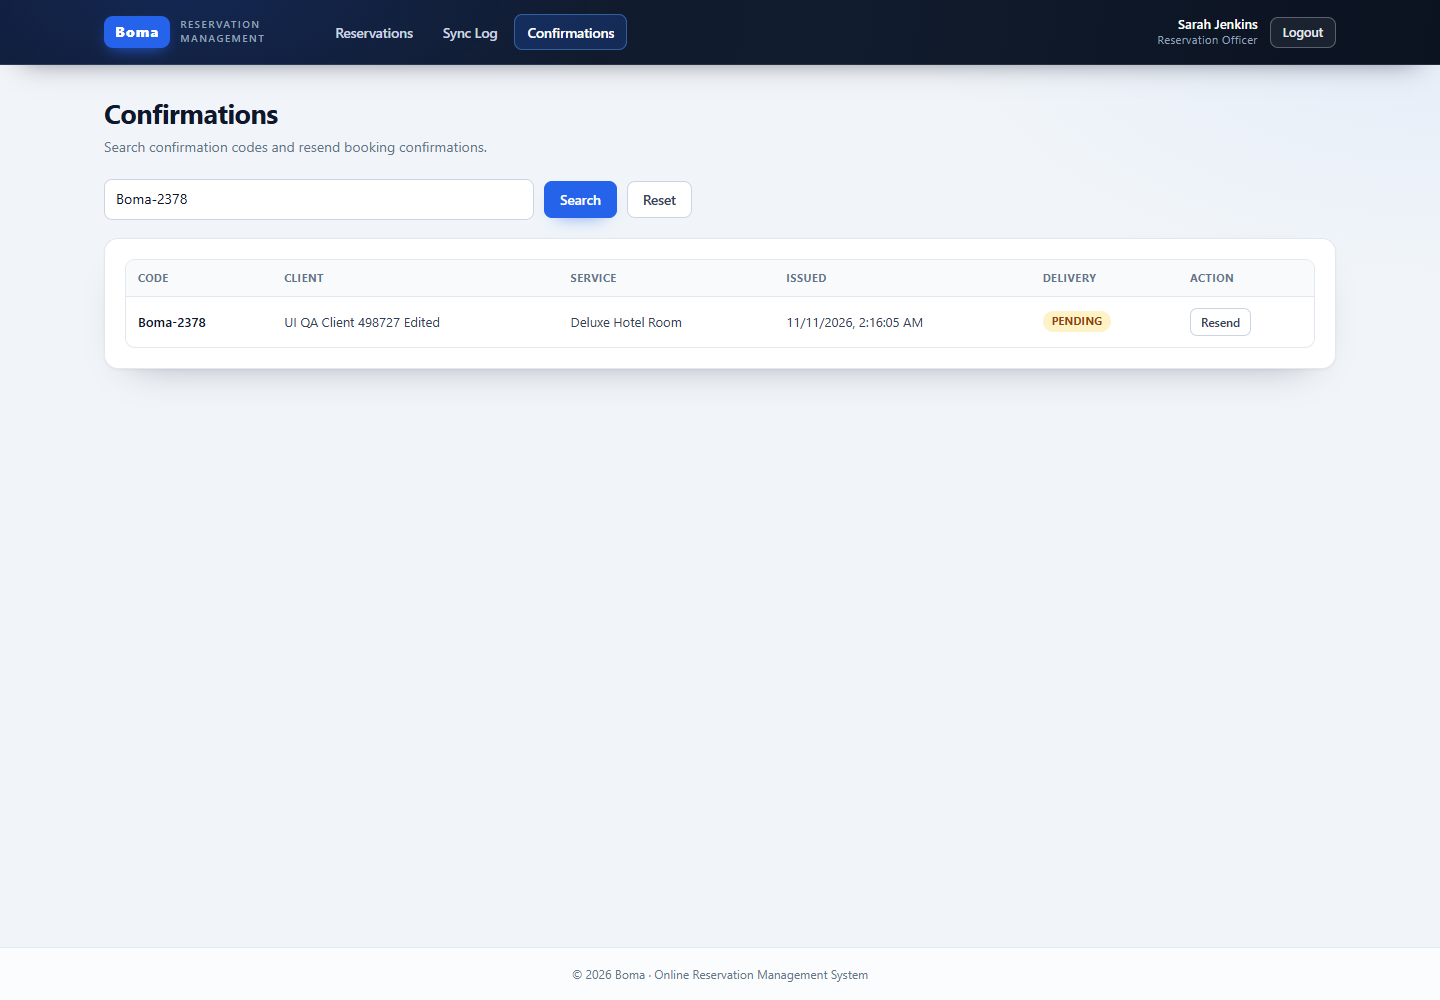 Boma
RESERVATION
MANAGEMENT
Reservations
Sync Log
Confirmations
Sarah Jenkins
Reservation Officer
Logout
Confirmations
Search confirmation codes and resend booking confirmations.
Boma-2378
Search
Reset
CODE CLIENT SERVICE ISSUED DELIVERY ACTION
Boma-2378 UI QA Client 498727 Edited Deluxe Hotel Room 11/11/2026, 2:16:05 AM PENDING Resend
© 2026 Boma · Online Reservation Management System